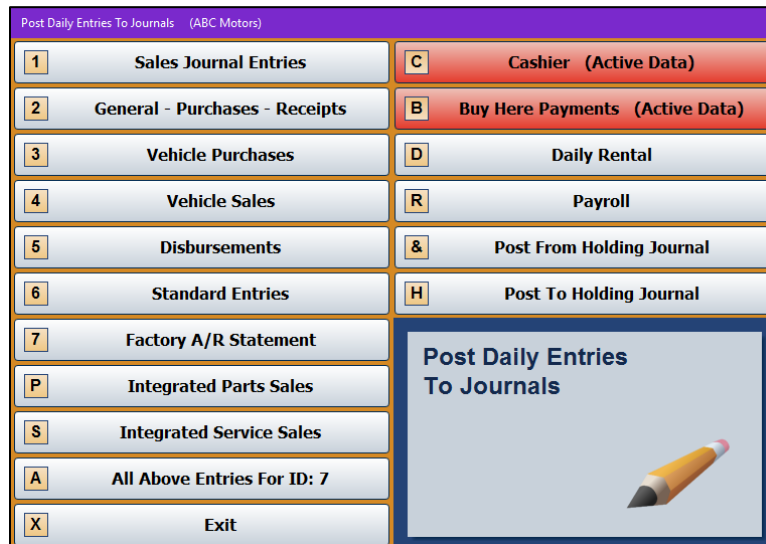 Post Daily Entries To Journals (ABC Motors)
1 Sales Journal Entries
2 General - Purchases - Receipts
3 Vehicle Purchases
4 Vehicle Sales
5 Disbursements
6 Standard Entries
7 Factory A/R Statement
P Integrated Parts Sales
S Integrated Service Sales
A All Above Entries For ID: 7
X Exit
C Cashier (Active Data)
B Buy Here Payments (Active Data)
D Daily Rental
R Payroll
& Post From Holding Journal
H Post To Holding Journal
Post Daily Entries
To Journals